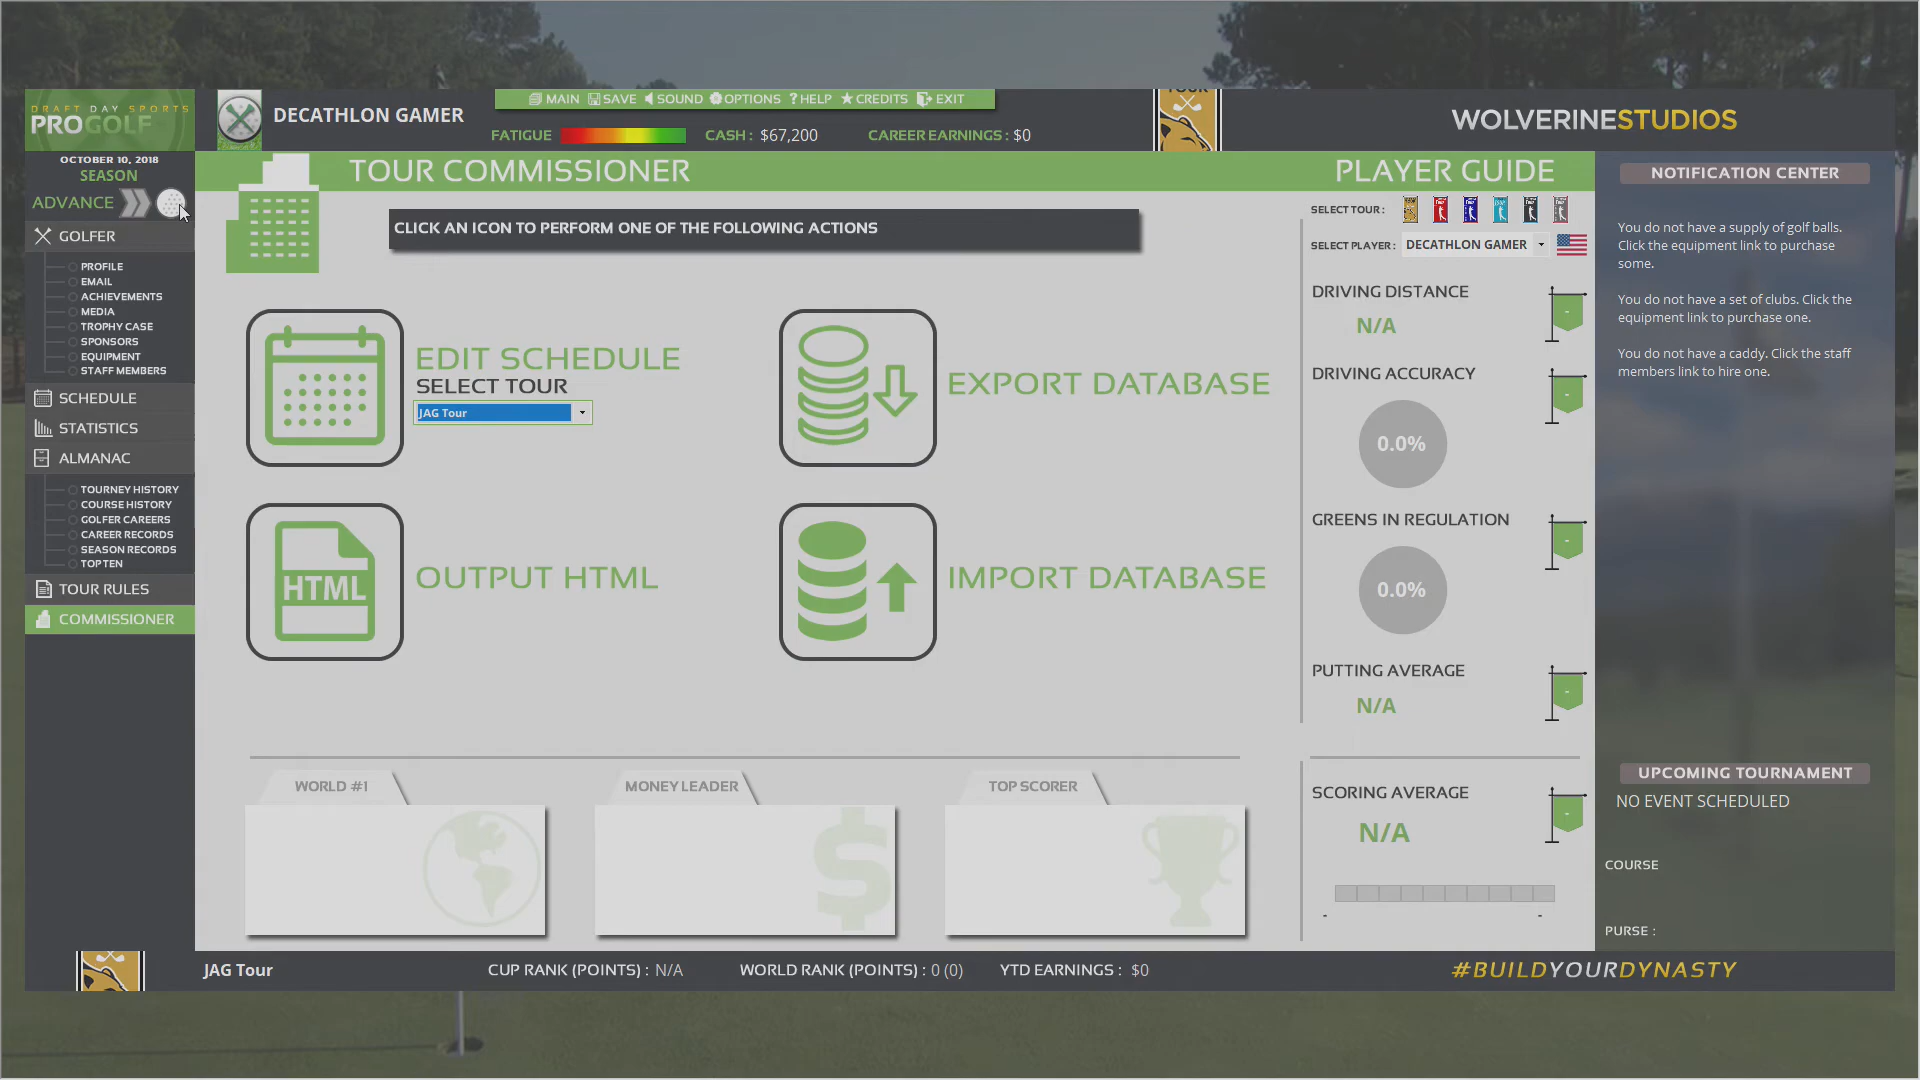 DRAFT DAY SPORTS
PRO GOLF
DECATHLON GAMER
MAIN SAVE SOUND OPTIONS ? HELP CREDITS EXIT
FATIGUE CASH : $67,200 CAREER EARNINGS : $0
TOUR
WOLVERINESTUDIOS
OCTOBER 10, 2018
SEASON
ADVANCE
GOLFER
PROFILE
EMAIL
ACHIEVEMENTS
MEDIA
TROPHY CASE
SPONSORS
EQUIPMENT
STAFF MEMBERS
SCHEDULE
STATISTICS
ALMANAC
TOURNEY HISTORY
COURSE HISTORY
GOLFER CAREERS
CAREER RECORDS
SEASON RECORDS
TOP TEN
TOUR RULES
COMMISSIONER
TOUR COMMISSIONER
CLICK AN ICON TO PERFORM ONE OF THE FOLLOWING ACTIONS
EDIT SCHEDULE
SELECT TOUR
JAG Tour
EXPORT DATABASE
HTML
OUTPUT HTML
IMPORT DATABASE
WORLD #1
MONEY LEADER
$
TOP SCORER
PLAYER GUIDE
SELECT TOUR :
SELECT PLAYER : DECATHLON GAMER
DRIVING DISTANCE
N/A
-
DRIVING ACCURACY
-
0.0%
GREENS IN REGULATION
-
0.0%
PUTTING AVERAGE
-
N/A
SCORING AVERAGE
-
N/A
- -
NOTIFICATION CENTER
You do not have a supply of golf balls.
Click the equipment link to purchase
some.
You do not have a set of clubs. Click the
equipment link to purchase one.
You do not have a caddy. Click the staff
members link to hire one.
UPCOMING TOURNAMENT
NO EVENT SCHEDULED
COURSE
PURSE :
JAG Tour CUP RANK (POINTS) : N/A WORLD RANK (POINTS) : 0 (0) YTD EARNINGS : $0
#BUILDYOURDYNASTY